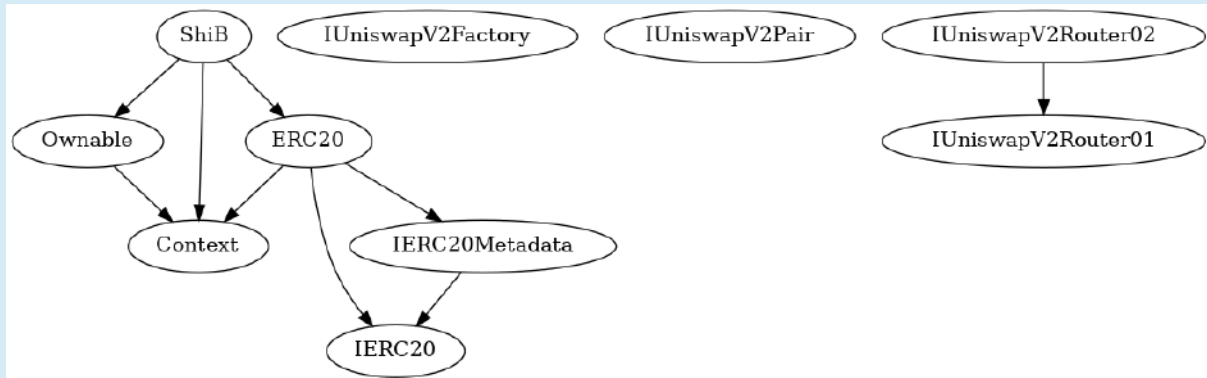 ShiB
IUniswapV2Factory
IUniswapV2Pair
IUniswapV2Router02
Ownable
ERC20
IUniswapV2Router01
Context
IERC20Metadata
IERC20